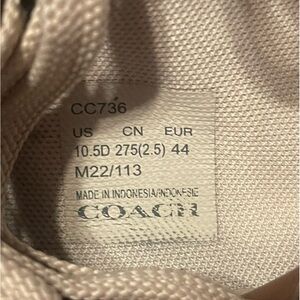 CC736
US CN EUR
10.5D 275(2.5) 44
M22/113
MADE IN INDONESIA/INDONESIE
COACH